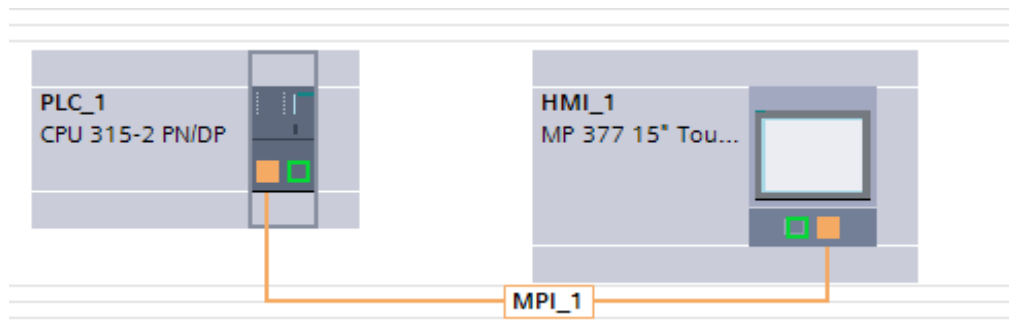 PLC_1
CPU 315-2 PN/DP
HMI_1
MP 377 15" Tou...
MPI_1